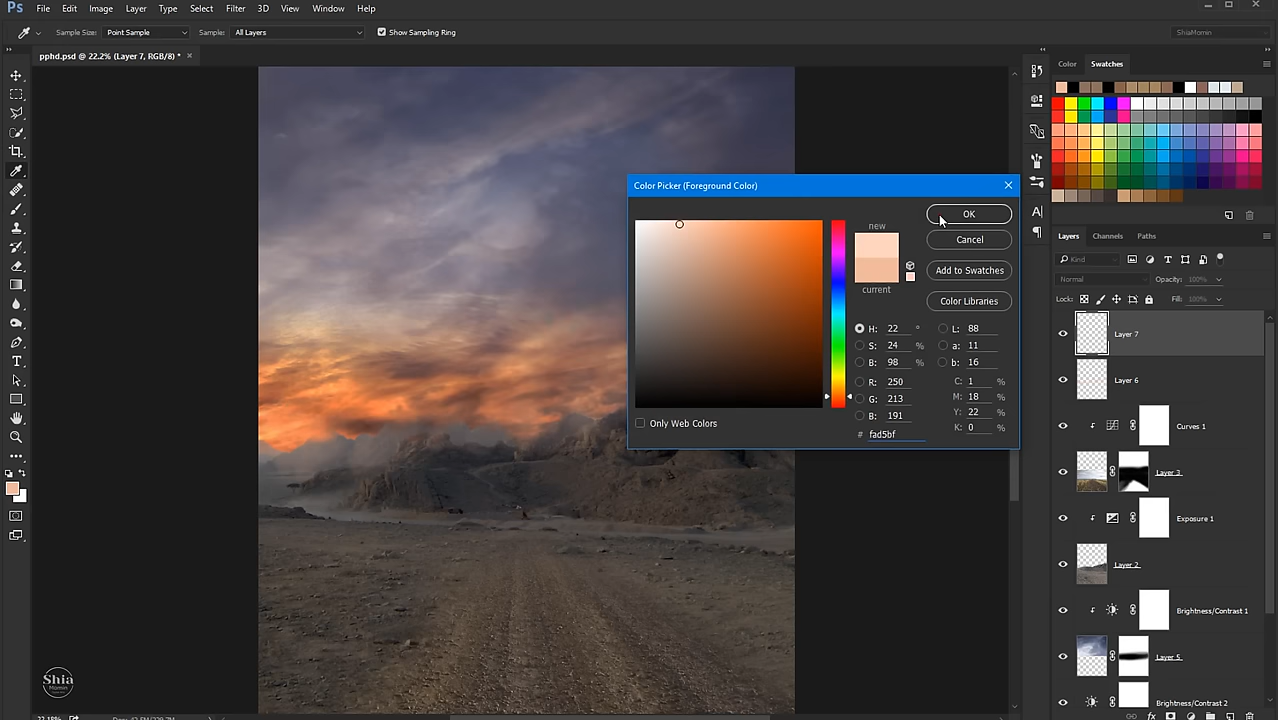 Ps File Edit Image Layer Type Select Filter 3D View Window Help
Sample Size: Point Sample Sample: All Layers Show Sampling Ring ShiaMomin
pphd.psd @ 22.2% (Layer 7, RGB/8) *
Color Swatches
Color Picker (Foreground Color)
new
current
OK
Cancel
Add to Swatches
Color Libraries
H: 22 °
S: 24 %
B: 98 %
R: 250
G: 213
B: 191
# fad5bf
L: 88
a: 11
b: 16
C: 1 %
M: 18 %
Y: 22 %
K: 0 %
Only Web Colors
Layers Channels Paths
Kind
Normal Opacity: 100%
Lock: Fill: 100%
Layer 7
Layer 6
Curves 1
Layer 3
Exposure 1
Layer 2
Brightness/Contrast 1
Layer 5
Brightness/Contrast 2
Shia
Momin